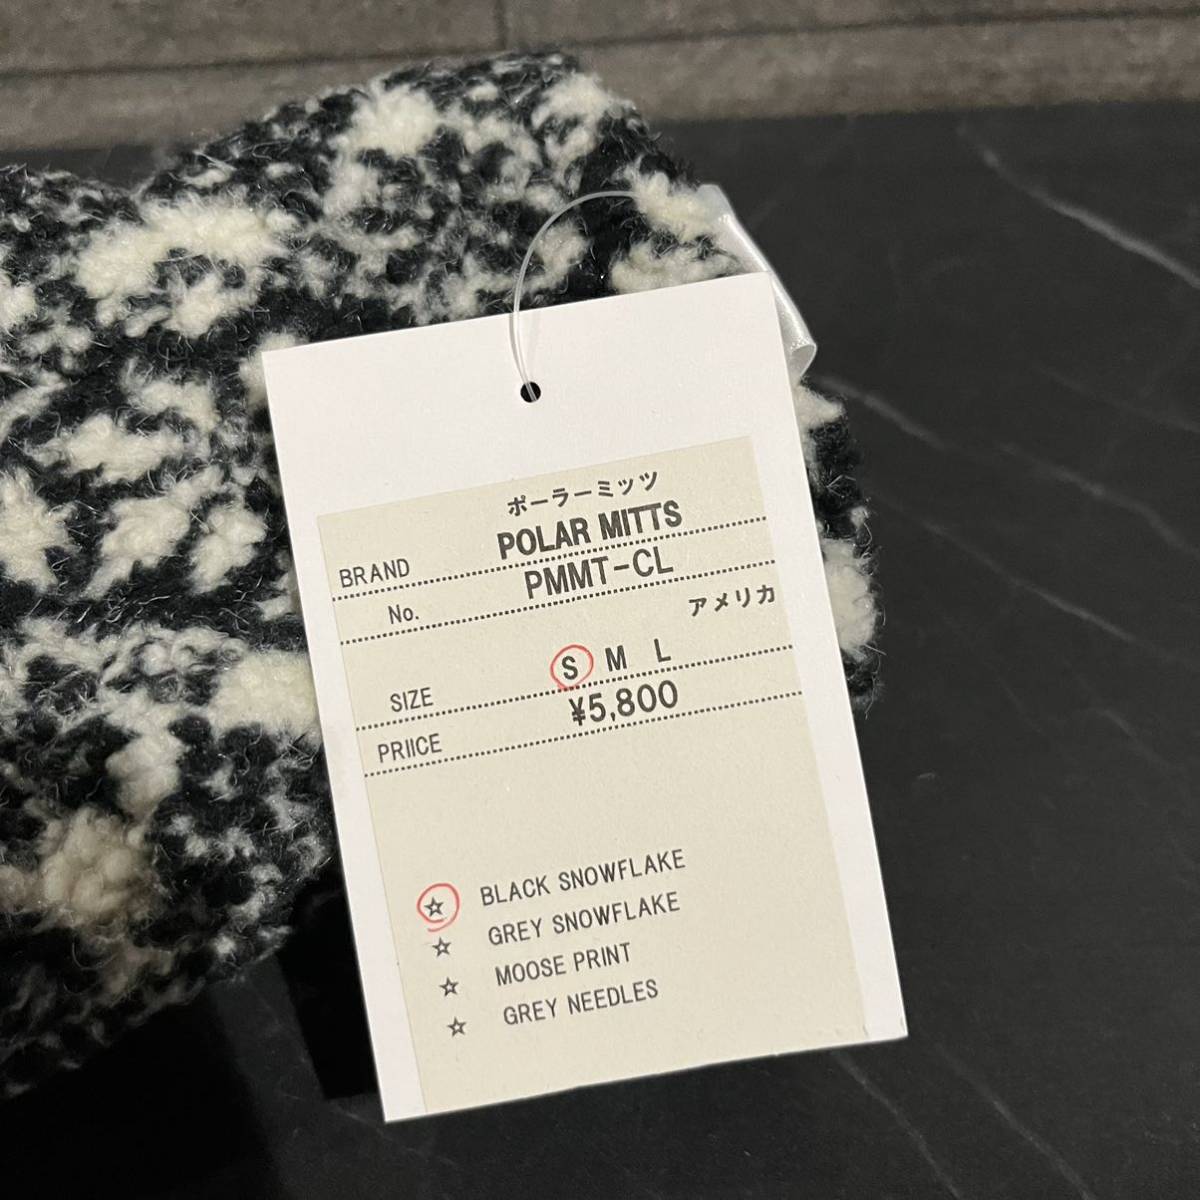 ポーラーミッツ
BRAND POLAR MITTS
No. PMMT-CL
アメリカ
SIZE S M L
PRIICE ¥5,800
☆ BLACK SNOWFLAKE
☆ GREY SNOWFLAKE
☆ MOOSE PRINT
☆ GREY NEEDLES